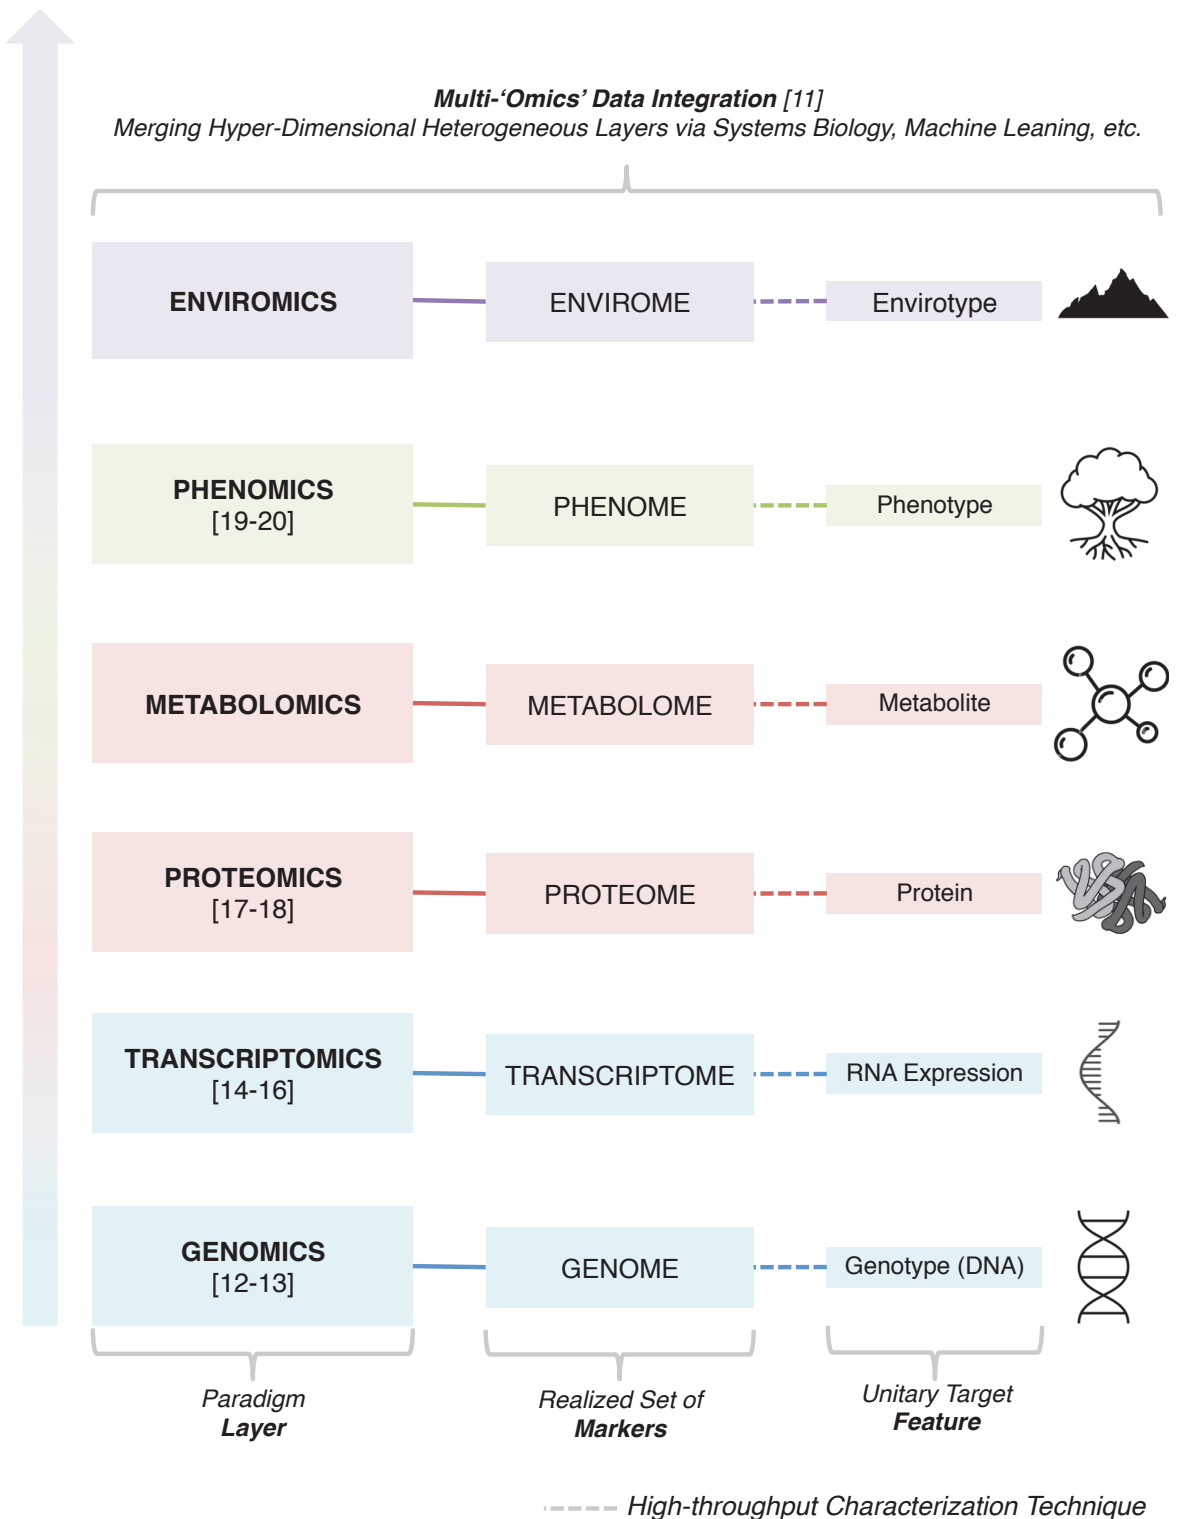 Multi-‘Omics’ Data Integration [11]
Merging Hyper-Dimensional Heterogeneous Layers via Systems Biology, Machine Leaning, etc.
ENVIROMICS
ENVIROME
Envirotype
PHENOMICS
[19-20]
PHENOME
Phenotype
METABOLOMICS
METABOLOME
Metabolite
PROTEOMICS
[17-18]
PROTEOME
Protein
TRANSCRIPTOMICS
[14-16]
TRANSCRIPTOME
RNA Expression
GENOMICS
[12-13]
GENOME
Genotype (DNA)
Paradigm
Layer
Realized Set of
Markers
Unitary Target
Feature
High-throughput Characterization Technique